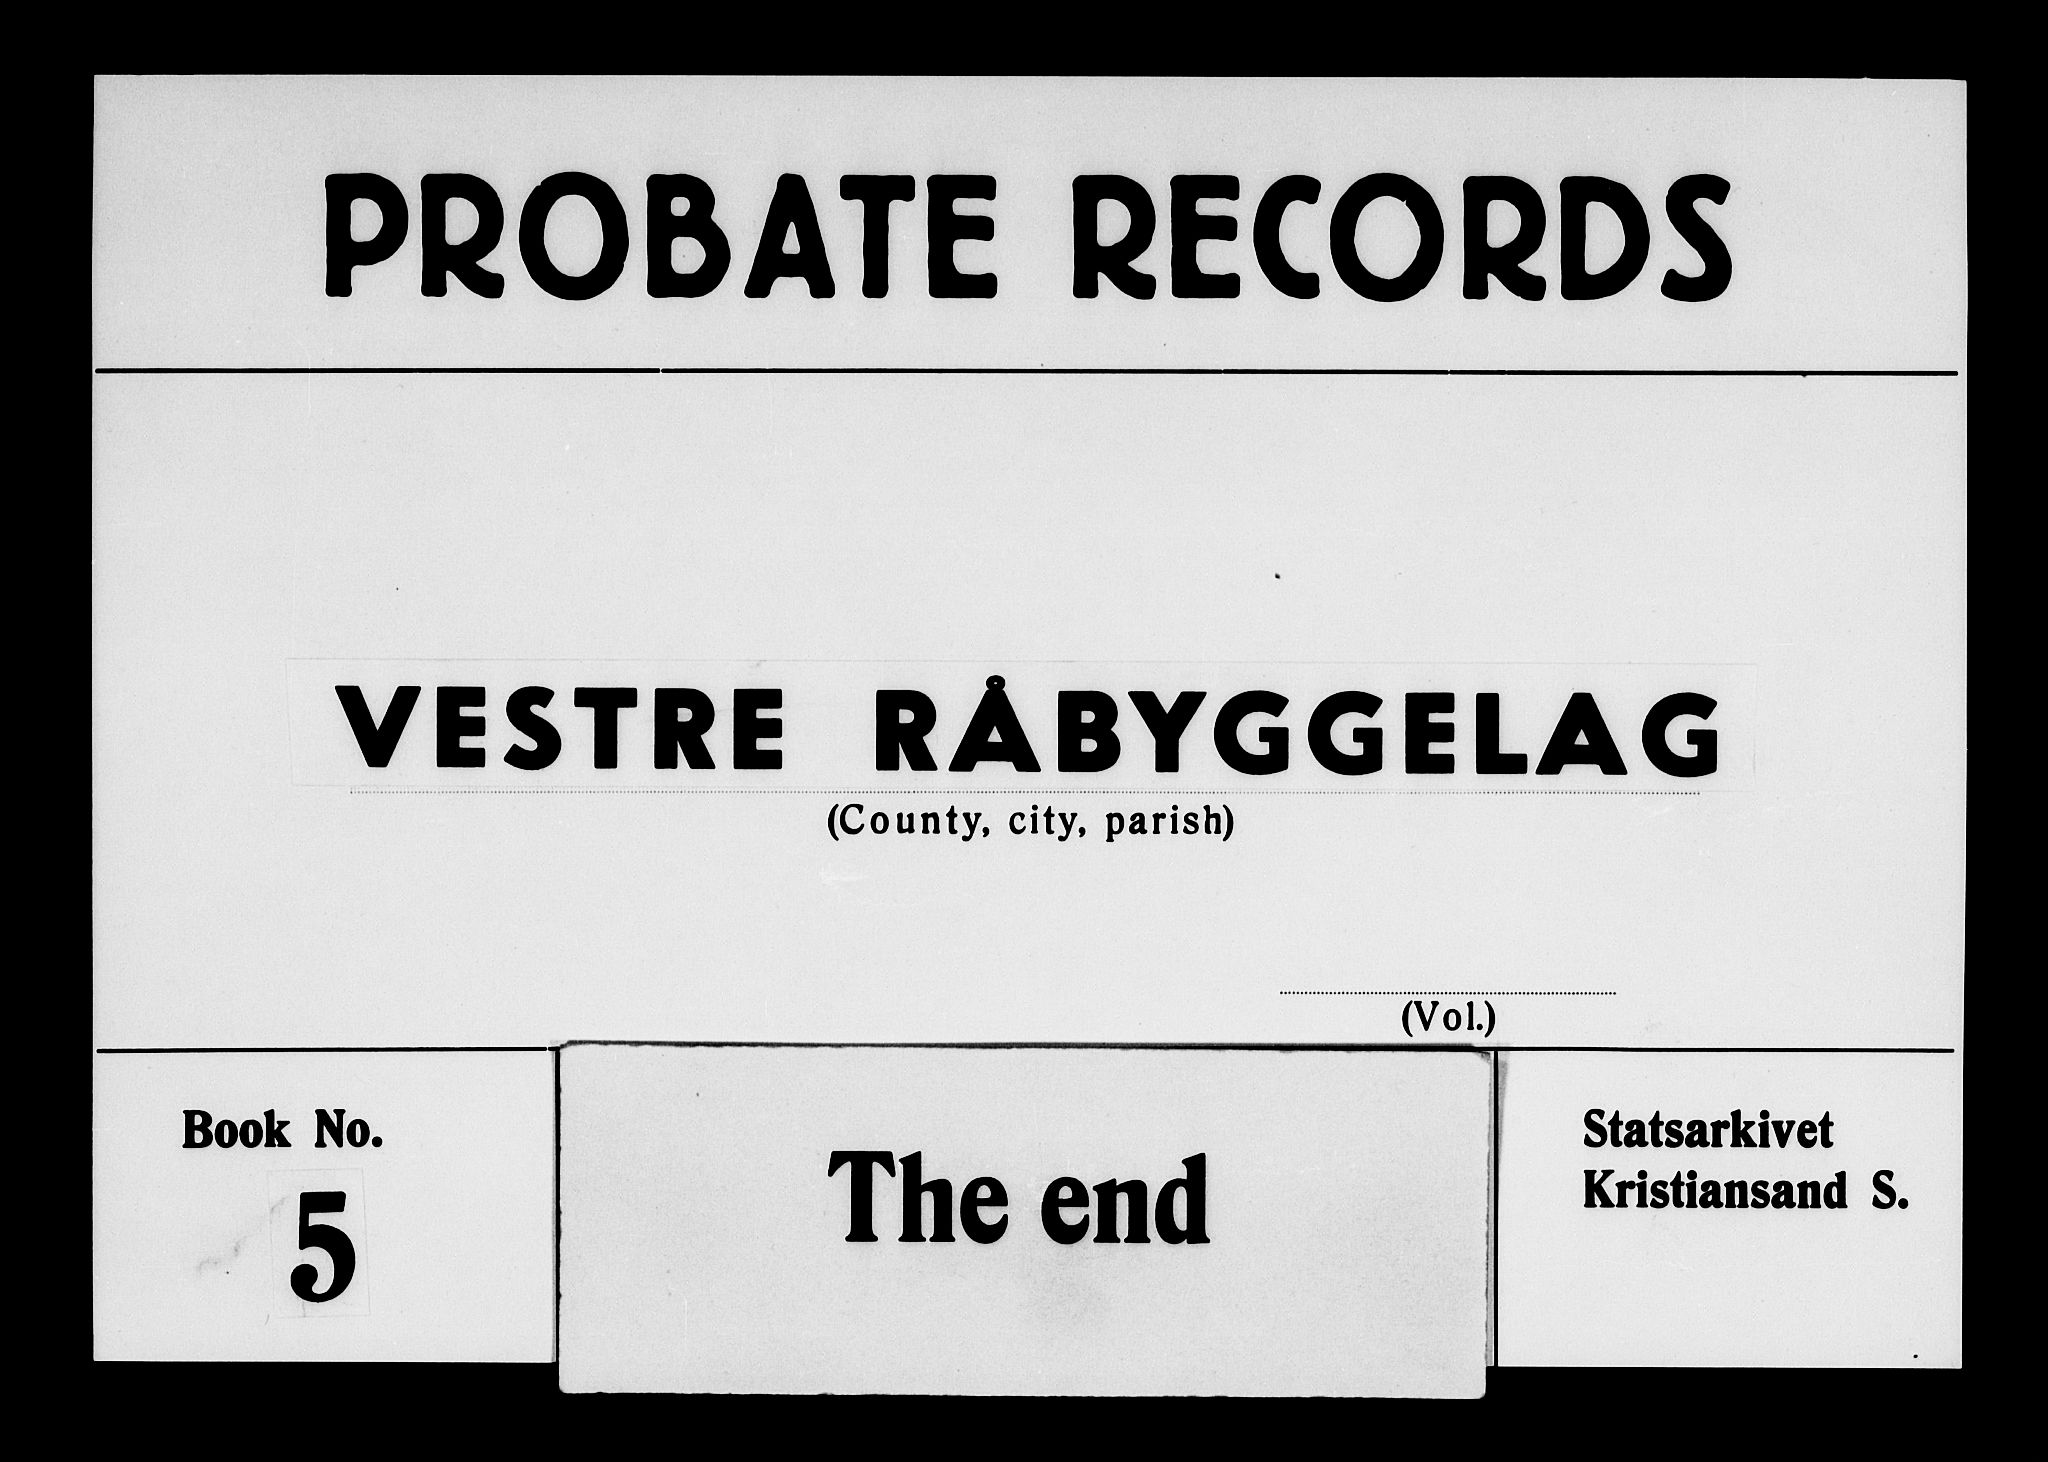 PROBATE RECORDS
VESTRE RÅBYGGELAG
(County, city, parish)
(Vol.)
Book No.
5
The end
Statsarkivet
Kristiansand S.